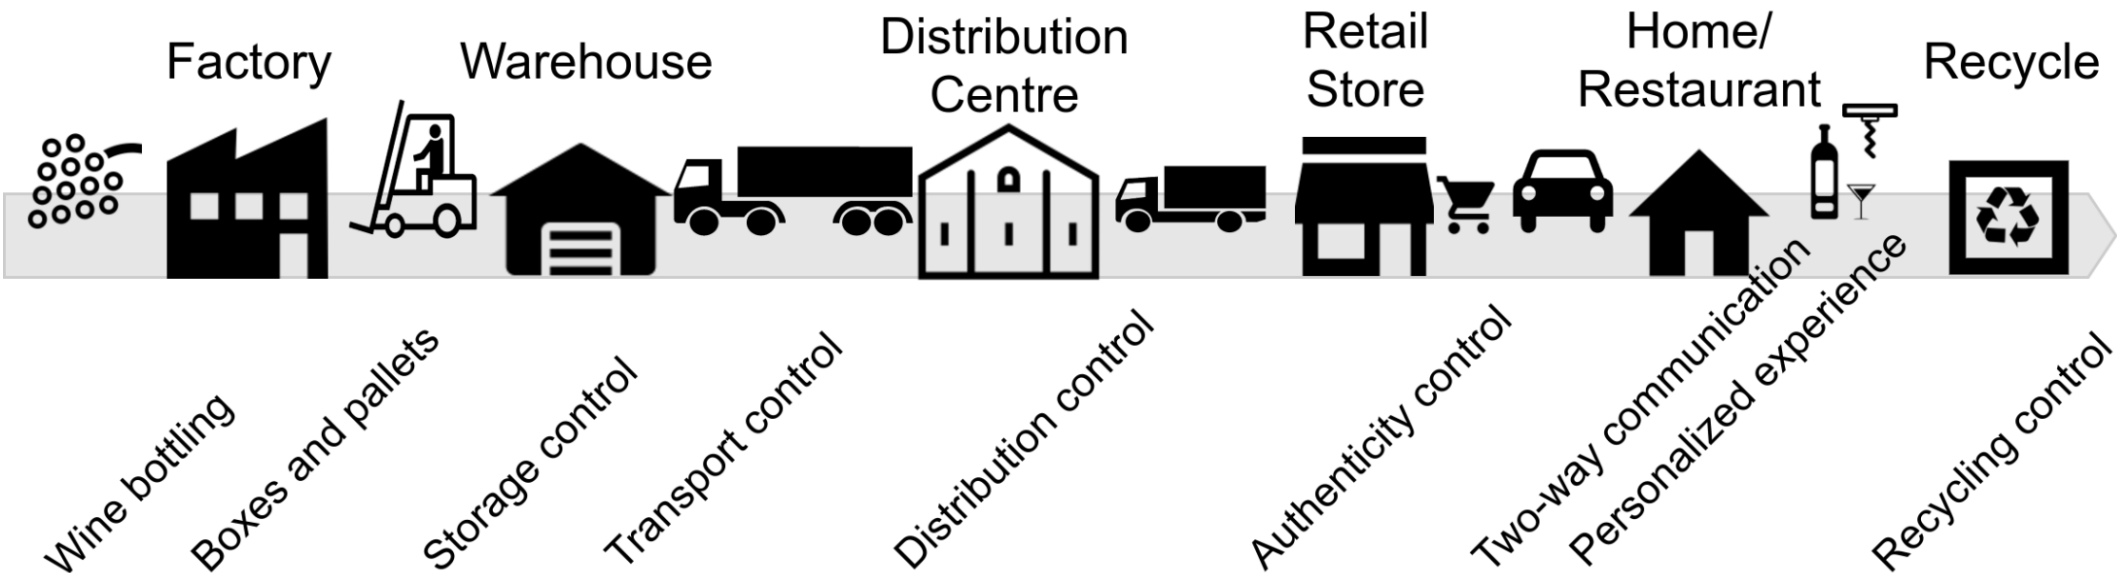 Factory
Warehouse
Distribution
Centre
Retail
Store
Home/
Restaurant
Recycle
Wine bottling
Boxes and pallets
Storage control
Transport control
Distribution control
Authenticity control
Two-way communication
Personalized experience
Recycling control